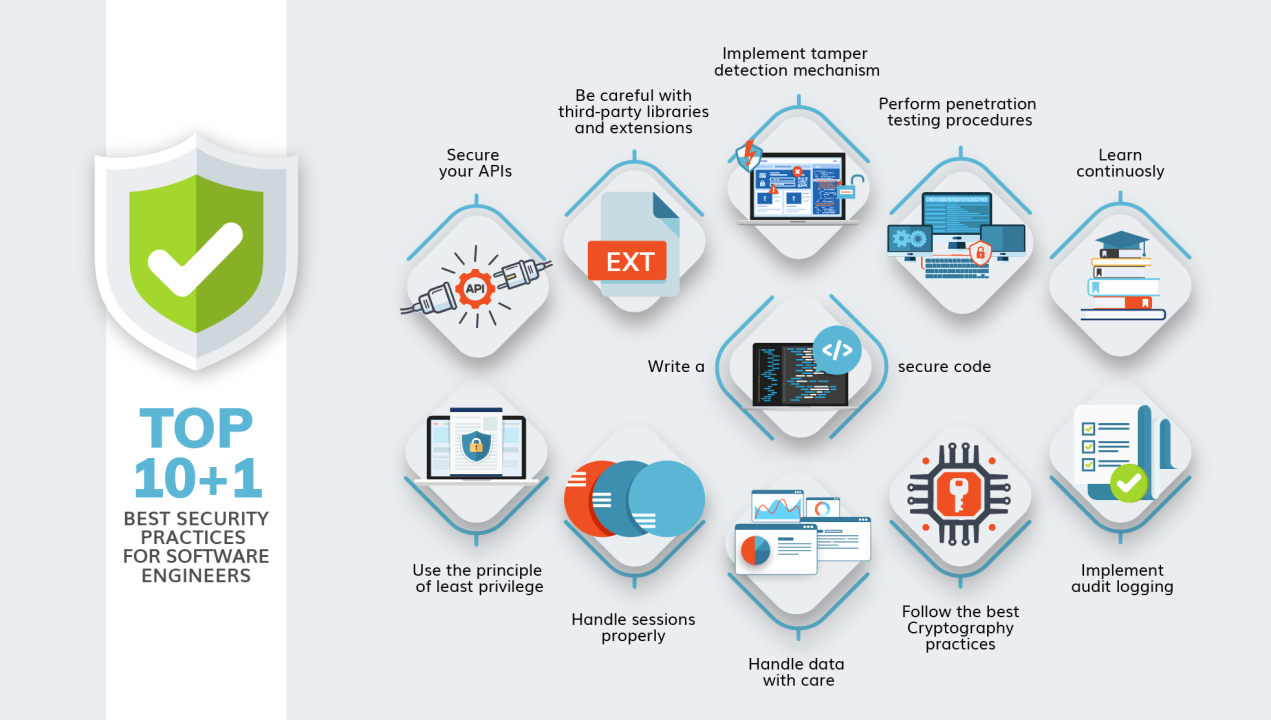 TOP
10+1
BEST SECURITY
PRACTICES
FOR SOFTWARE
ENGINEERS
Secure
your APIs
API
Be careful with
third-party libraries
and extensions
EXT
Implement tamper
detection mechanism
Perform penetration
testing procedures
Learn
continuosly
Write a
</>
secure code
Use the principle
of least privilege
Handle sessions
properly
Handle data
with care
Follow the best
Cryptography
practices
Implement
audit logging